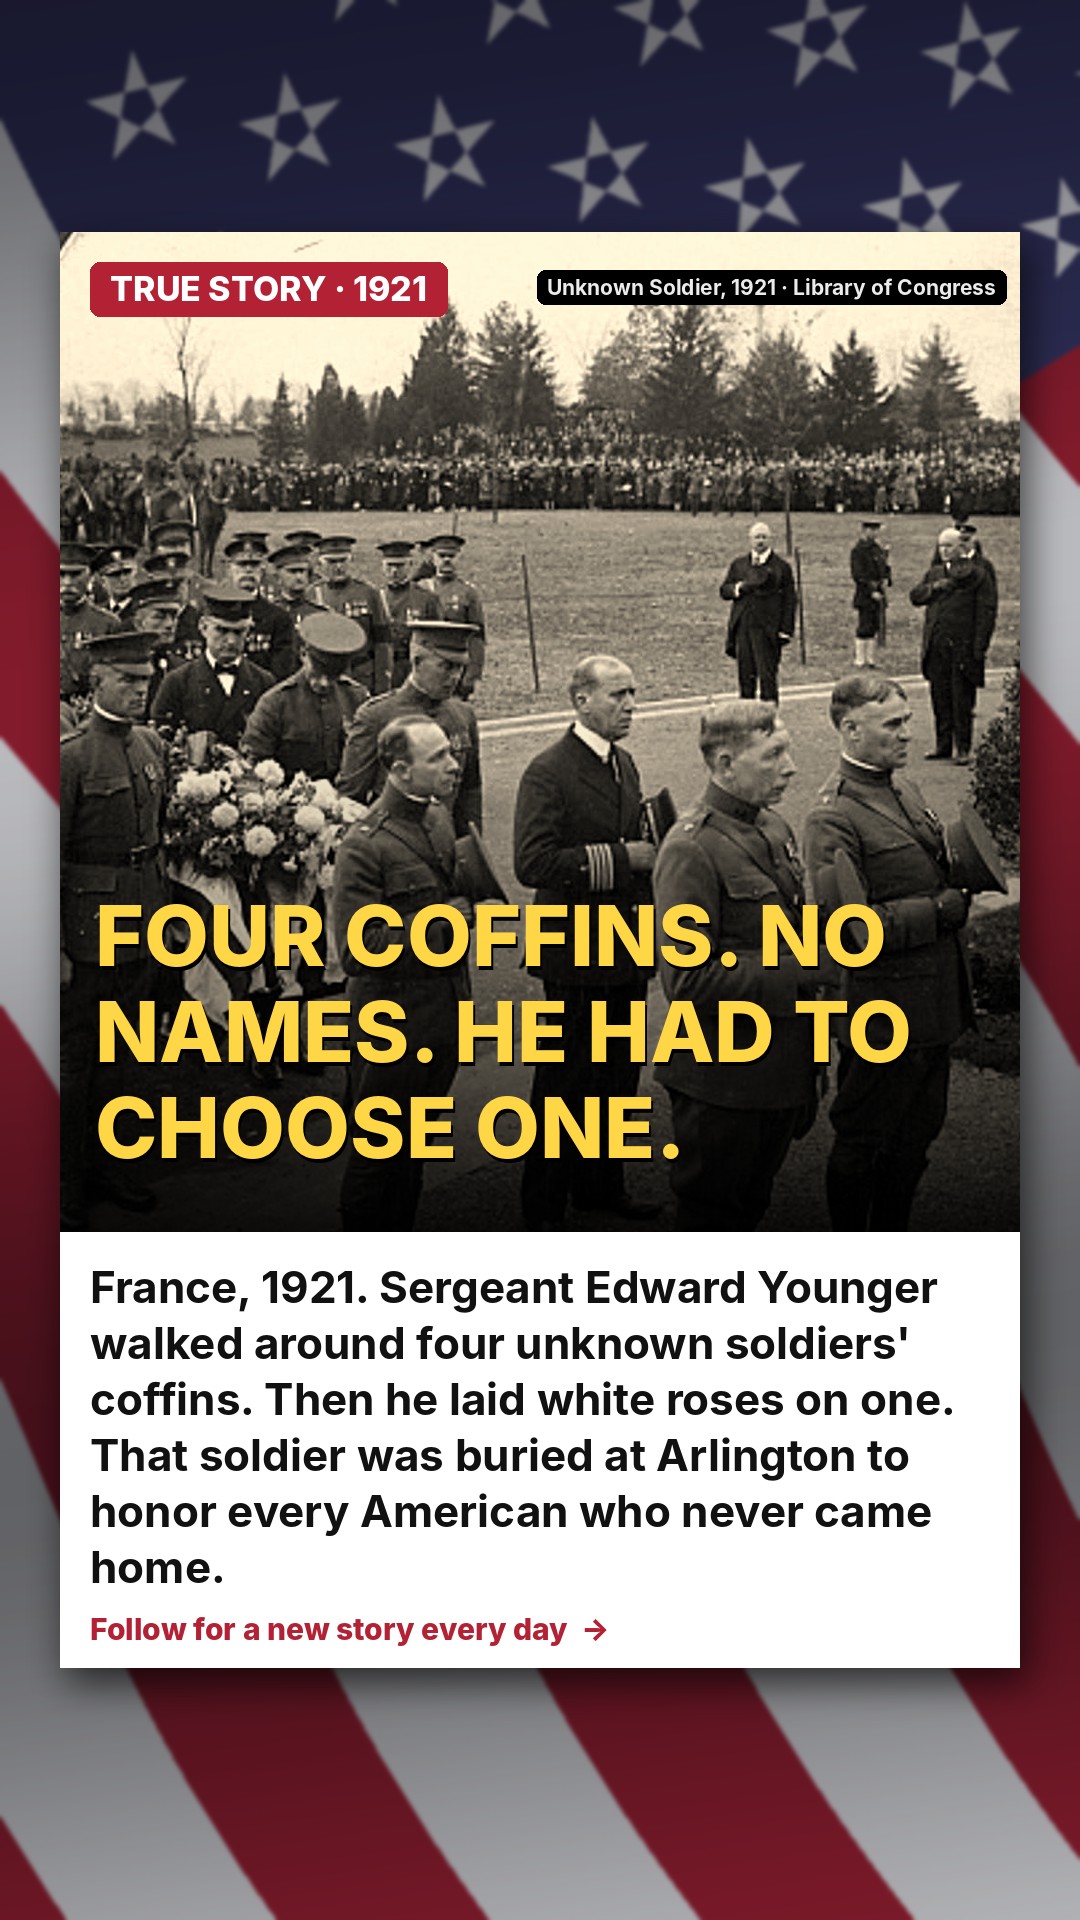 TRUE STORY · 1921
Unknown Soldier, 1921 · Library of Congress
FOUR COFFINS. NO
NAMES. HE HAD TO
CHOOSE ONE.
France, 1921. Sergeant Edward Younger
walked around four unknown soldiers'
coffins. Then he laid white roses on one.
That soldier was buried at Arlington to
honor every American who never came
home.
Follow for a new story every day →